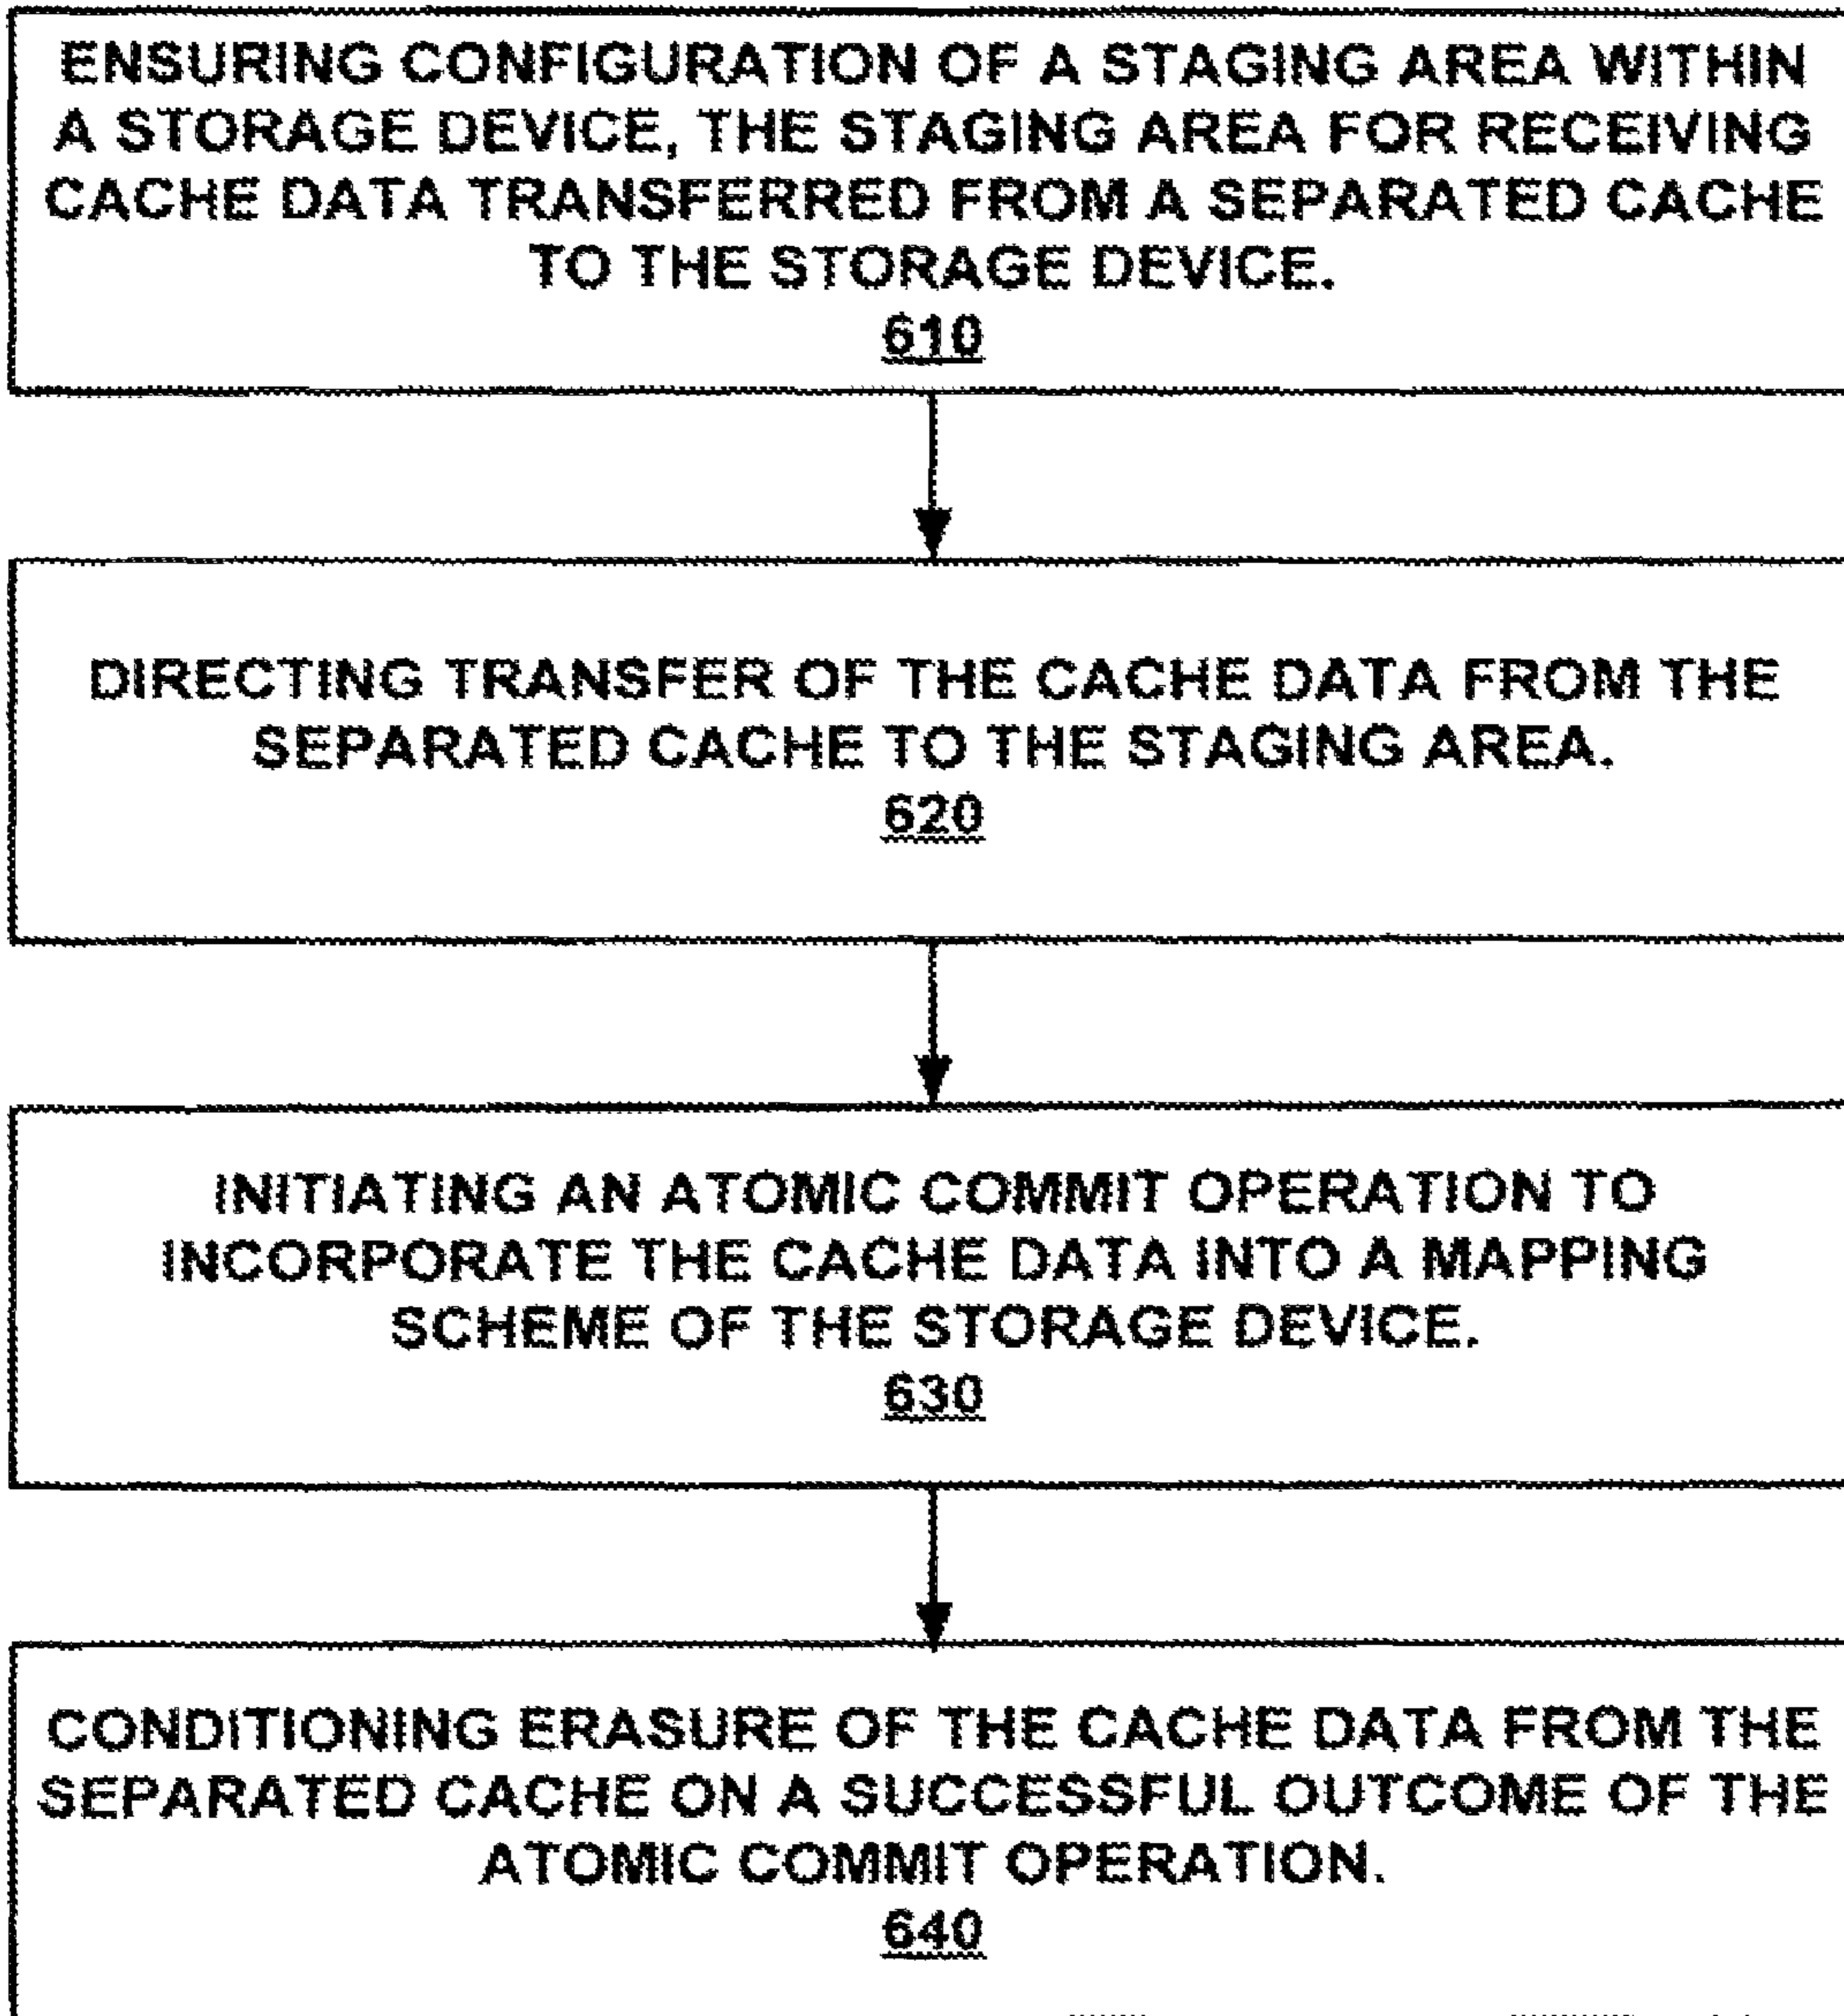 ENSURING CONFIGURATION OF A STAGING AREA WITHIN
A STORAGE DEVICE, THE STAGING AREA FOR RECEIVING
CACHE DATA TRANSFERRED FROM A SEPARATED CACHE
TO THE STORAGE DEVICE.
610
DIRECTING TRANSFER OF THE CACHE DATA FROM THE
SEPARATED CACHE TO THE STAGING AREA.
620
INITIATING AN ATOMIC COMMIT OPERATION TO
INCORPORATE THE CACHE DATA INTO A MAPPING
SCHEME OF THE STORAGE DEVICE.
630
CONDITIONING ERASURE OF THE CACHE DATA FROM THE
SEPARATED CACHE ON A SUCCESSFUL OUTCOME OF THE
ATOMIC COMMIT OPERATION.
640